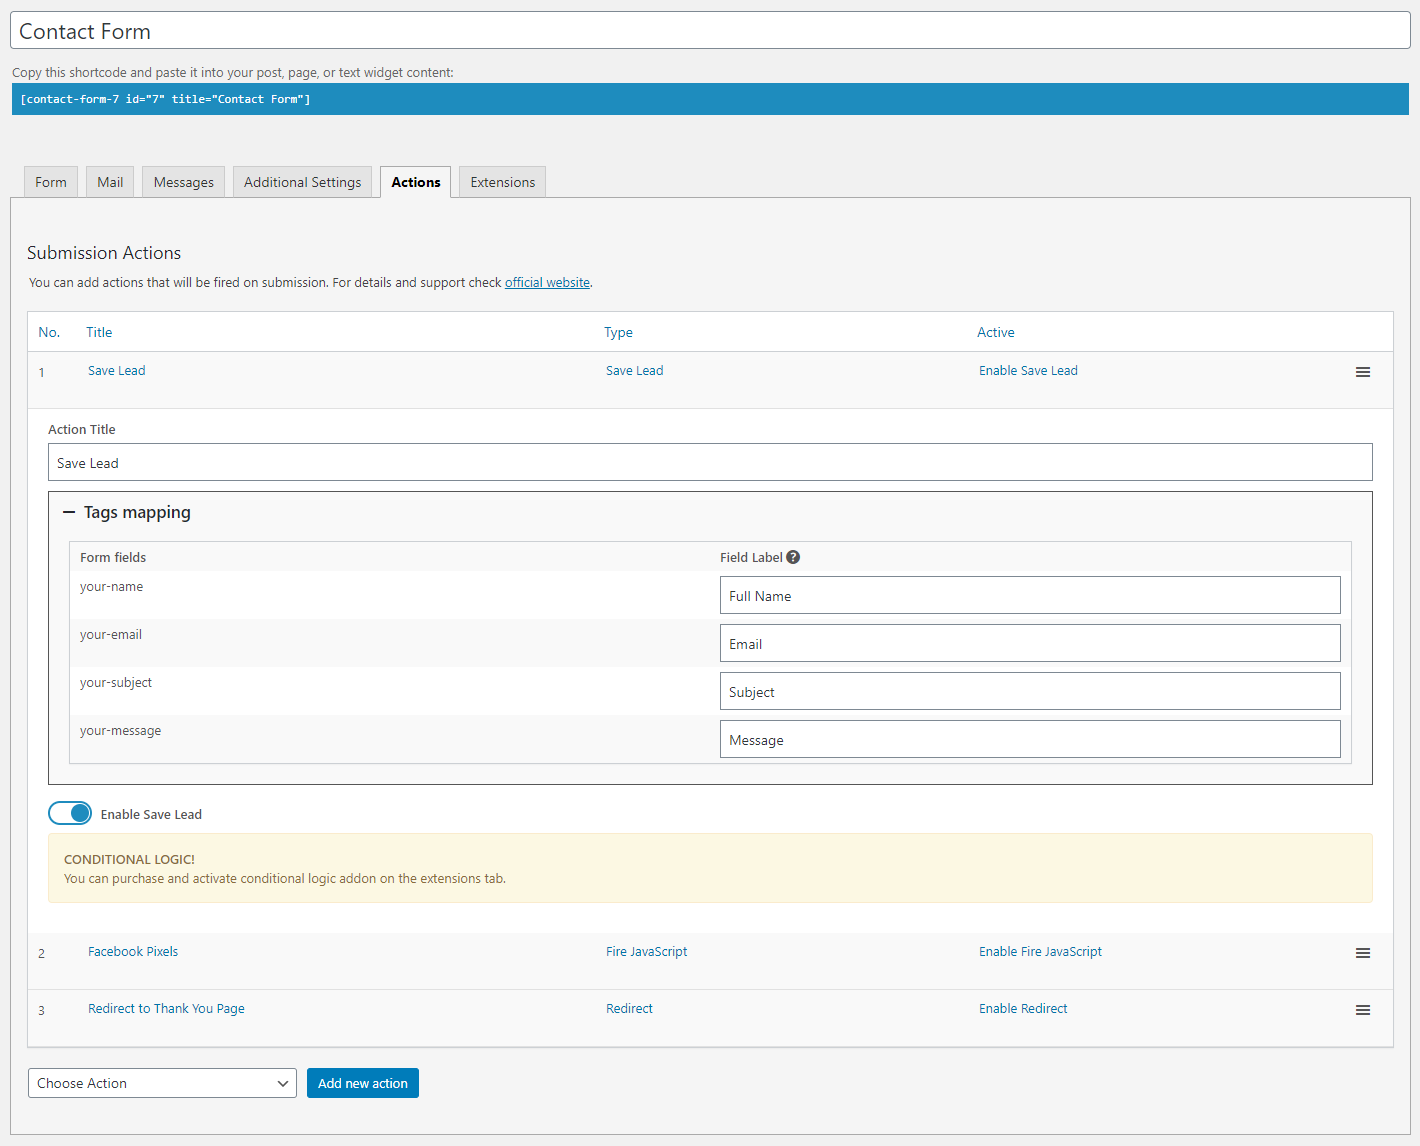 Contact Form
Copy this shortcode and paste it into your post, page, or text widget content:
[contact-form-7 id="7" title="Contact Form"]
Form Mail Messages Additional Settings Actions Extensions
Submission Actions
You can add actions that will be fired on submission. For details and support check official website.
No. Title Type Active
1 Save Lead Save Lead Enable Save Lead
Action Title
Save Lead
Tags mapping
Form fields Field Label ?
your-name Full Name
your-email Email
your-subject Subject
your-message Message
Enable Save Lead
CONDITIONAL LOGIC!
You can purchase and activate conditional logic addon on the extensions tab.
2 Facebook Pixels Fire JavaScript Enable Fire JavaScript
3 Redirect to Thank You Page Redirect Enable Redirect
Choose Action Add new action